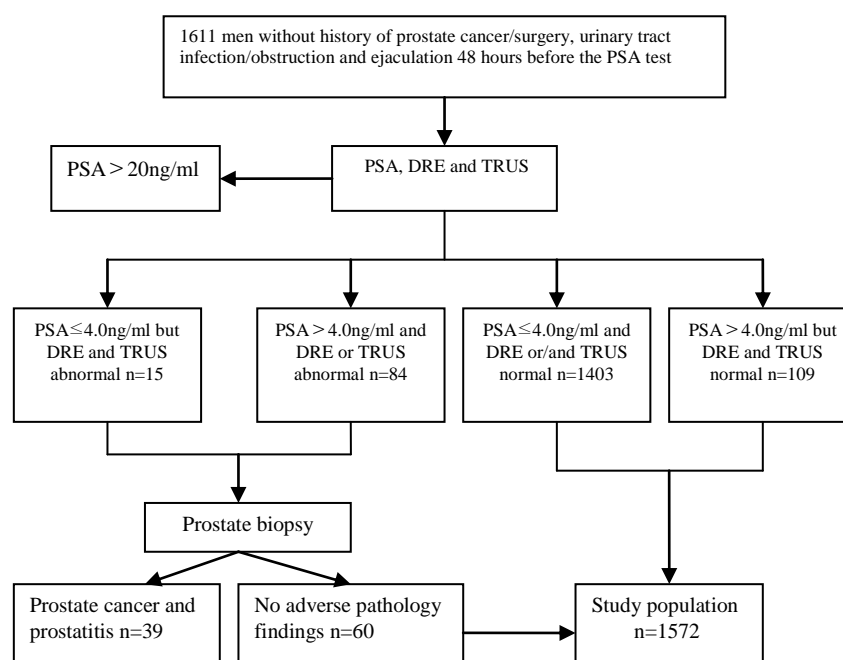 1611 men without history of prostate cancer/surgery, urinary tract
infection/obstruction and ejaculation 48 hours before the PSA test
PSA＞20ng/ml
PSA, DRE and TRUS
PSA≦4.0ng/ml but
DRE and TRUS
abnormal n=15
PSA＞4.0ng/ml and
DRE or TRUS
abnormal n=84
PSA≦4.0ng/ml and
DRE or/and TRUS
normal n=1403
PSA＞4.0ng/ml but
DRE and TRUS
normal n=109
Prostate biopsy
Prostate cancer and
prostatitis n=39
No adverse pathology
findings n=60
Study population
n=1572